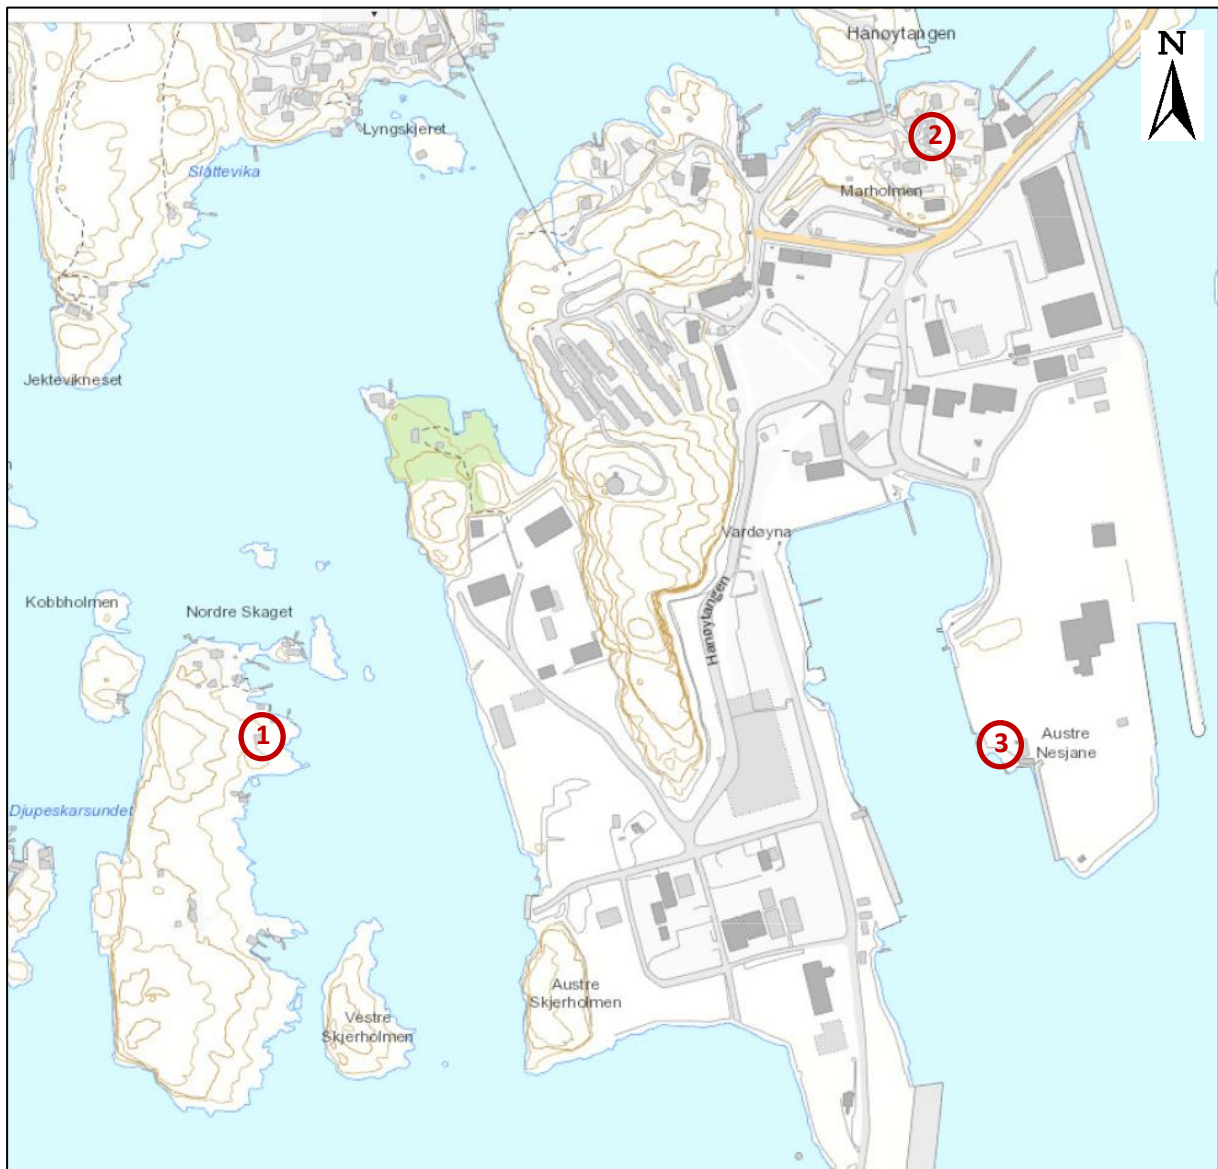 Hanøytangen
N
2
Lyngskjeret
Slåttevika
Marholmen
Jektevikneset
Vardøyna
Hanøytangen
Kobbholmen
Nordre Skaget
1
3
Austre
Nesjane
Djupeskarsundet
Austre
Skjerholmen
Vestre
Skjerholmen